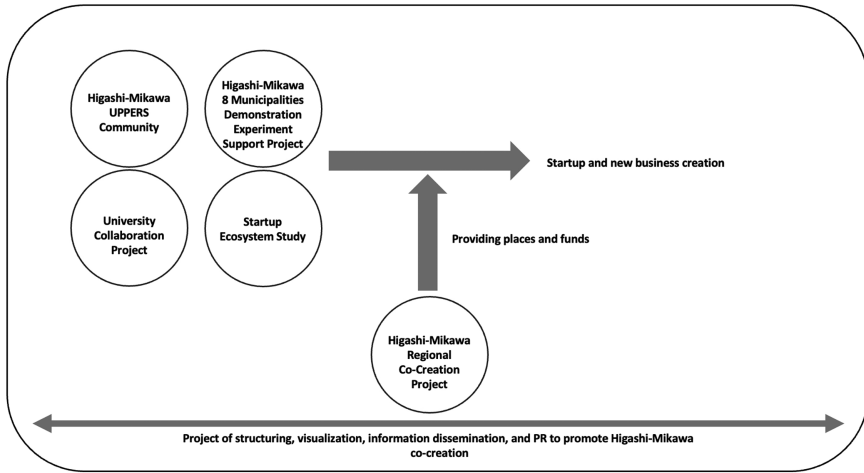 Higashi-Mikawa
UPPERS
Community
Higashi-Mikawa
8 Municipalities
Demonstration
Experiment
Support Project
University
Collaboration
Project
Startup
Ecosystem Study
Startup and new business creation
Providing places and funds
Higashi-Mikawa
Regional
Co-Creation
Project
Project of structuring, visualization, information dissemination, and PR to promote Higashi-Mikawa
co-creation